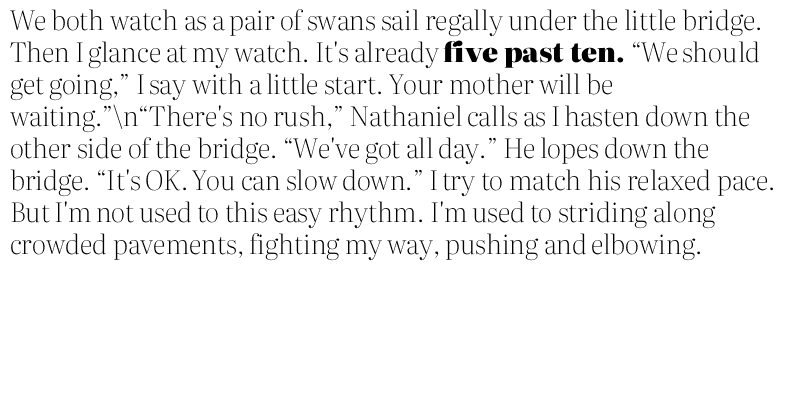 We both watch as a pair of swans sail regally under the little bridge.
Then I glance at my watch. It's already five past ten. “We should
get going,” I say with a little start. Your mother will be
waiting.”\n“There's no rush,” Nathaniel calls as I hasten down the
other side of the bridge. “We've got all day.” He lopes down the
bridge. “It's OK. You can slow down.” I try to match his relaxed pace.
But I'm not used to this easy rhythm. I'm used to striding along
crowded pavements, fighting my way, pushing and elbowing.